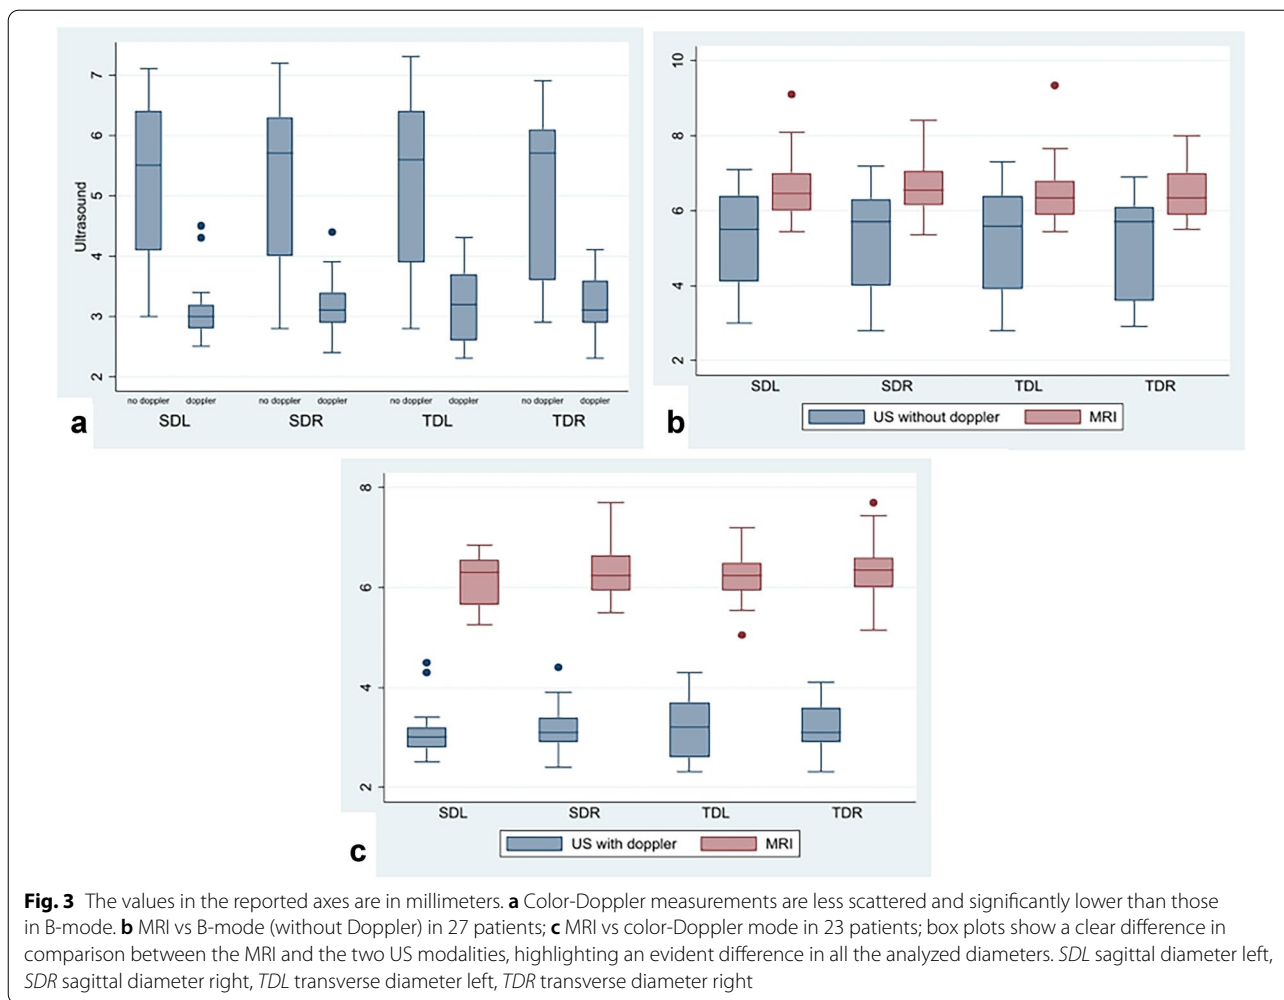 7
6
5
4
3
2
Ultrasound
no doppler doppler no doppler doppler no doppler doppler no doppler doppler
SDL SDR TDL TDR
a
10
8
6
4
2
SDL SDR TDL TDR
US without doppler MRI
b
8
6
4
2
SDL SDR TDL TDR
US with doppler MRI
c
Fig. 3 The values in the reported axes are in millimeters. a Color-Doppler measurements are less scattered and significantly lower than those
in B-mode. b MRI vs B-mode (without Doppler) in 27 patients; c MRI vs color-Doppler mode in 23 patients; box plots show a clear difference in
comparison between the MRI and the two US modalities, highlighting an evident difference in all the analyzed diameters. SDL sagittal diameter left,
SDR sagittal diameter right, TDL transverse diameter left, TDR transverse diameter right